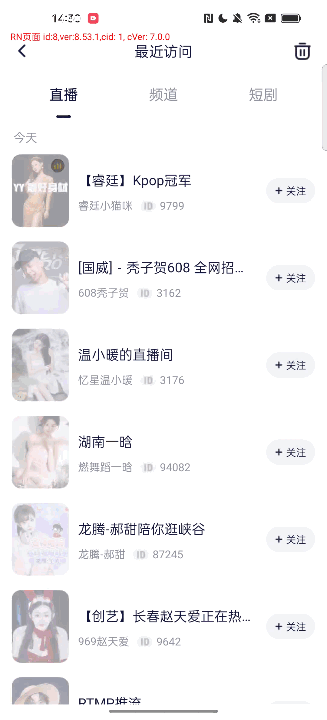 14:30
RN页面 id:8,ver:8.53.1,cid: 1, cVer: 7.0.0
最近访问
直播 频道 短剧
今天
【睿廷】Kpop冠军
睿廷小猫咪 ID 9799
+ 关注
[国威] - 秃子贺608 全网招...
608秃子贺 ID 3162
+ 关注
温小暖的直播间
忆星温小暖 ID 3176
+ 关注
湖南一晗
燃舞蹈一晗 ID 94082
+ 关注
龙腾-郝甜陪你逛峡谷
龙腾-郝甜 ID 87245
+ 关注
【创艺】长春赵天爱正在热...
969赵天爱 ID 9642
+ 关注
RTMP推流